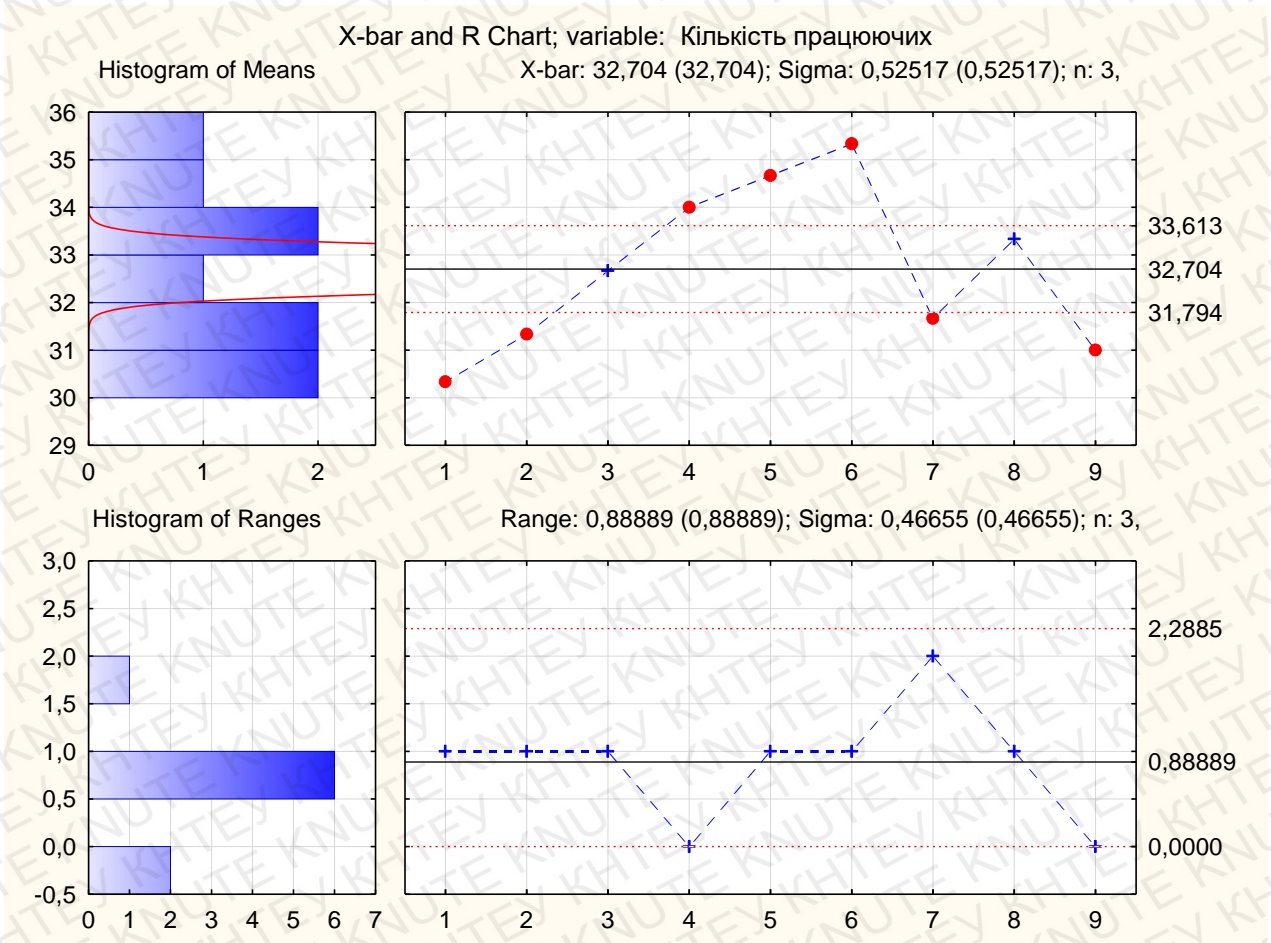 X-bar and R Chart; variable: Кількість працюючих
Histogram of Means
X-bar: 32,704 (32,704); Sigma: 0,52517 (0,52517); n: 3,
36
35
34
33
32
31
30
29
0 1 2
33,613
32,704
31,794
1 2 3 4 5 6 7 8 9
Histogram of Ranges
Range: 0,88889 (0,88889); Sigma: 0,46655 (0,46655); n: 3,
3,0
2,5
2,0
1,5
1,0
0,5
0,0
-0,5
0 1 2 3 4 5 6 7
2,2885
0,88889
0,0000
1 2 3 4 5 6 7 8 9